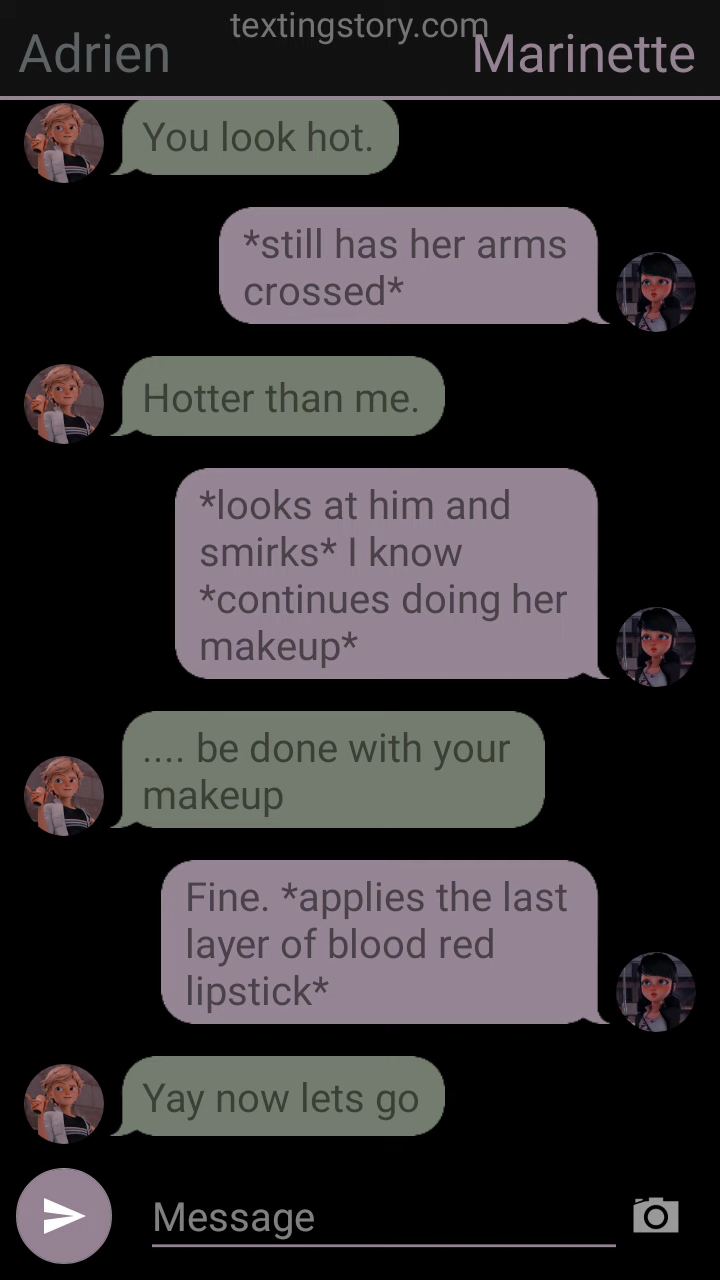 textingstory.com
Adrien
Marinette
You look hot.
*still has her arms
crossed*
Hotter than me.
*looks at him and
smirks* I know
*continues doing her
makeup*
.... be done with your
makeup
Fine. *applies the last
layer of blood red
lipstick*
Yay now lets go
Message